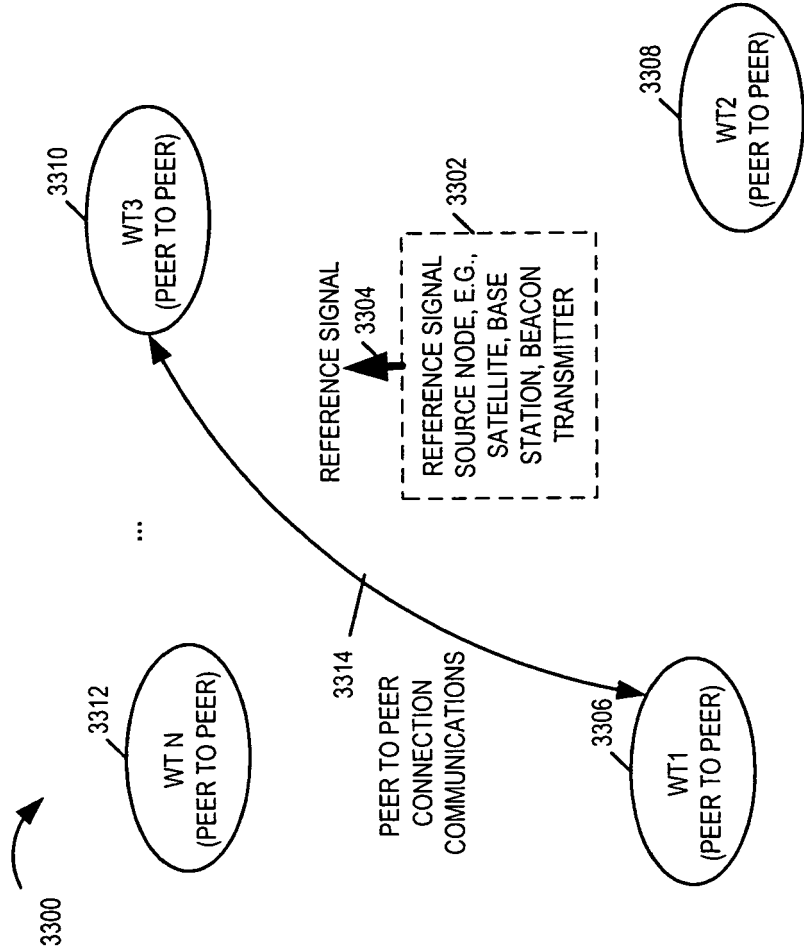 3300
3312
WT N
(PEER TO PEER)
...
3310
WT3
(PEER TO PEER)
3314
PEER TO PEER
CONNECTION
COMMUNICATIONS
REFERENCE SIGNAL
3304
3302
REFERENCE SIGNAL
SOURCE NODE, E.G.,
SATELLITE, BASE
STATION, BEACON
TRANSMITTER
3306
WT1
(PEER TO PEER)
3308
WT2
(PEER TO PEER)